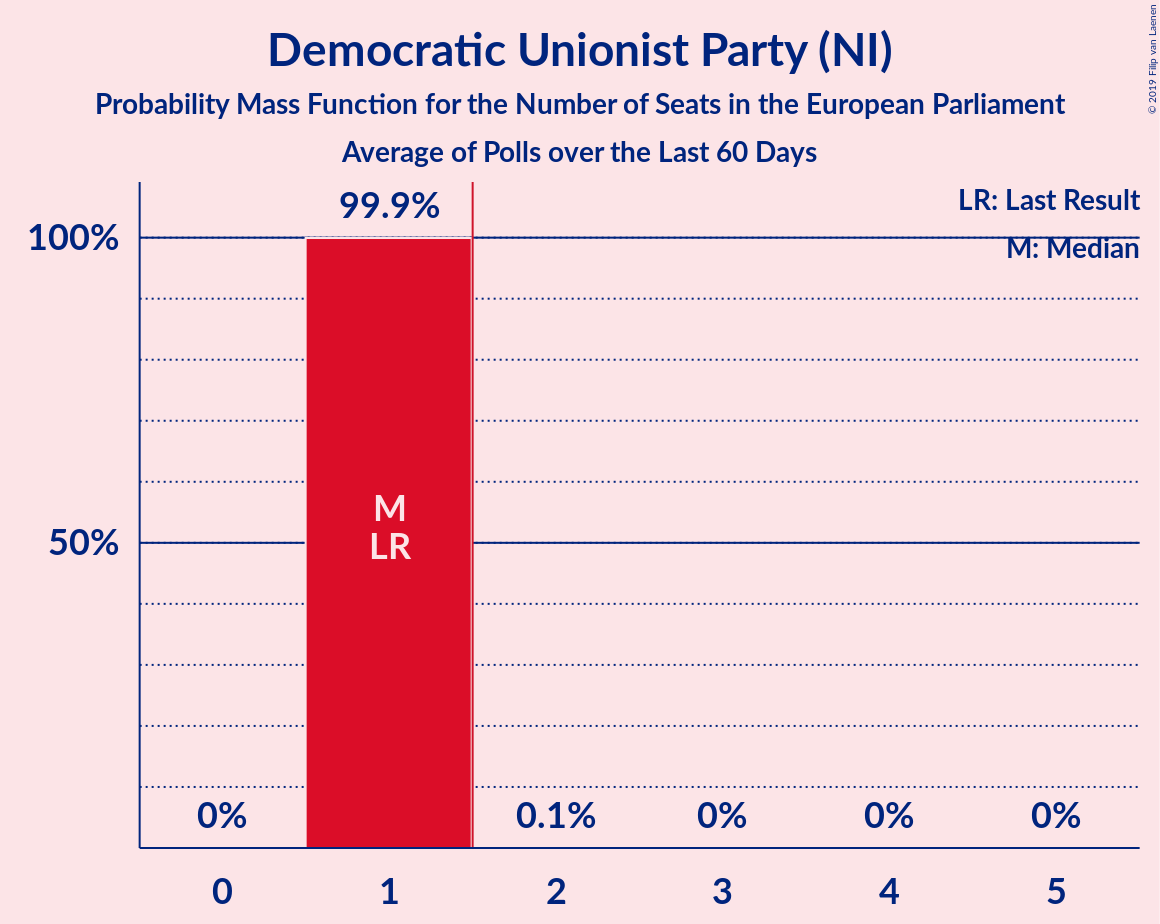 Democratic Unionist Party (NI)
Probability Mass Function for the Number of Seats in the European Parliament
Average of Polls over the Last 60 Days
© 2019 Filip van Laenen
LR: Last Result
M: Median
99.9%
100%
M
LR
50%
0%
0.1%
0%
0%
0%
0
1
2
3
4
5